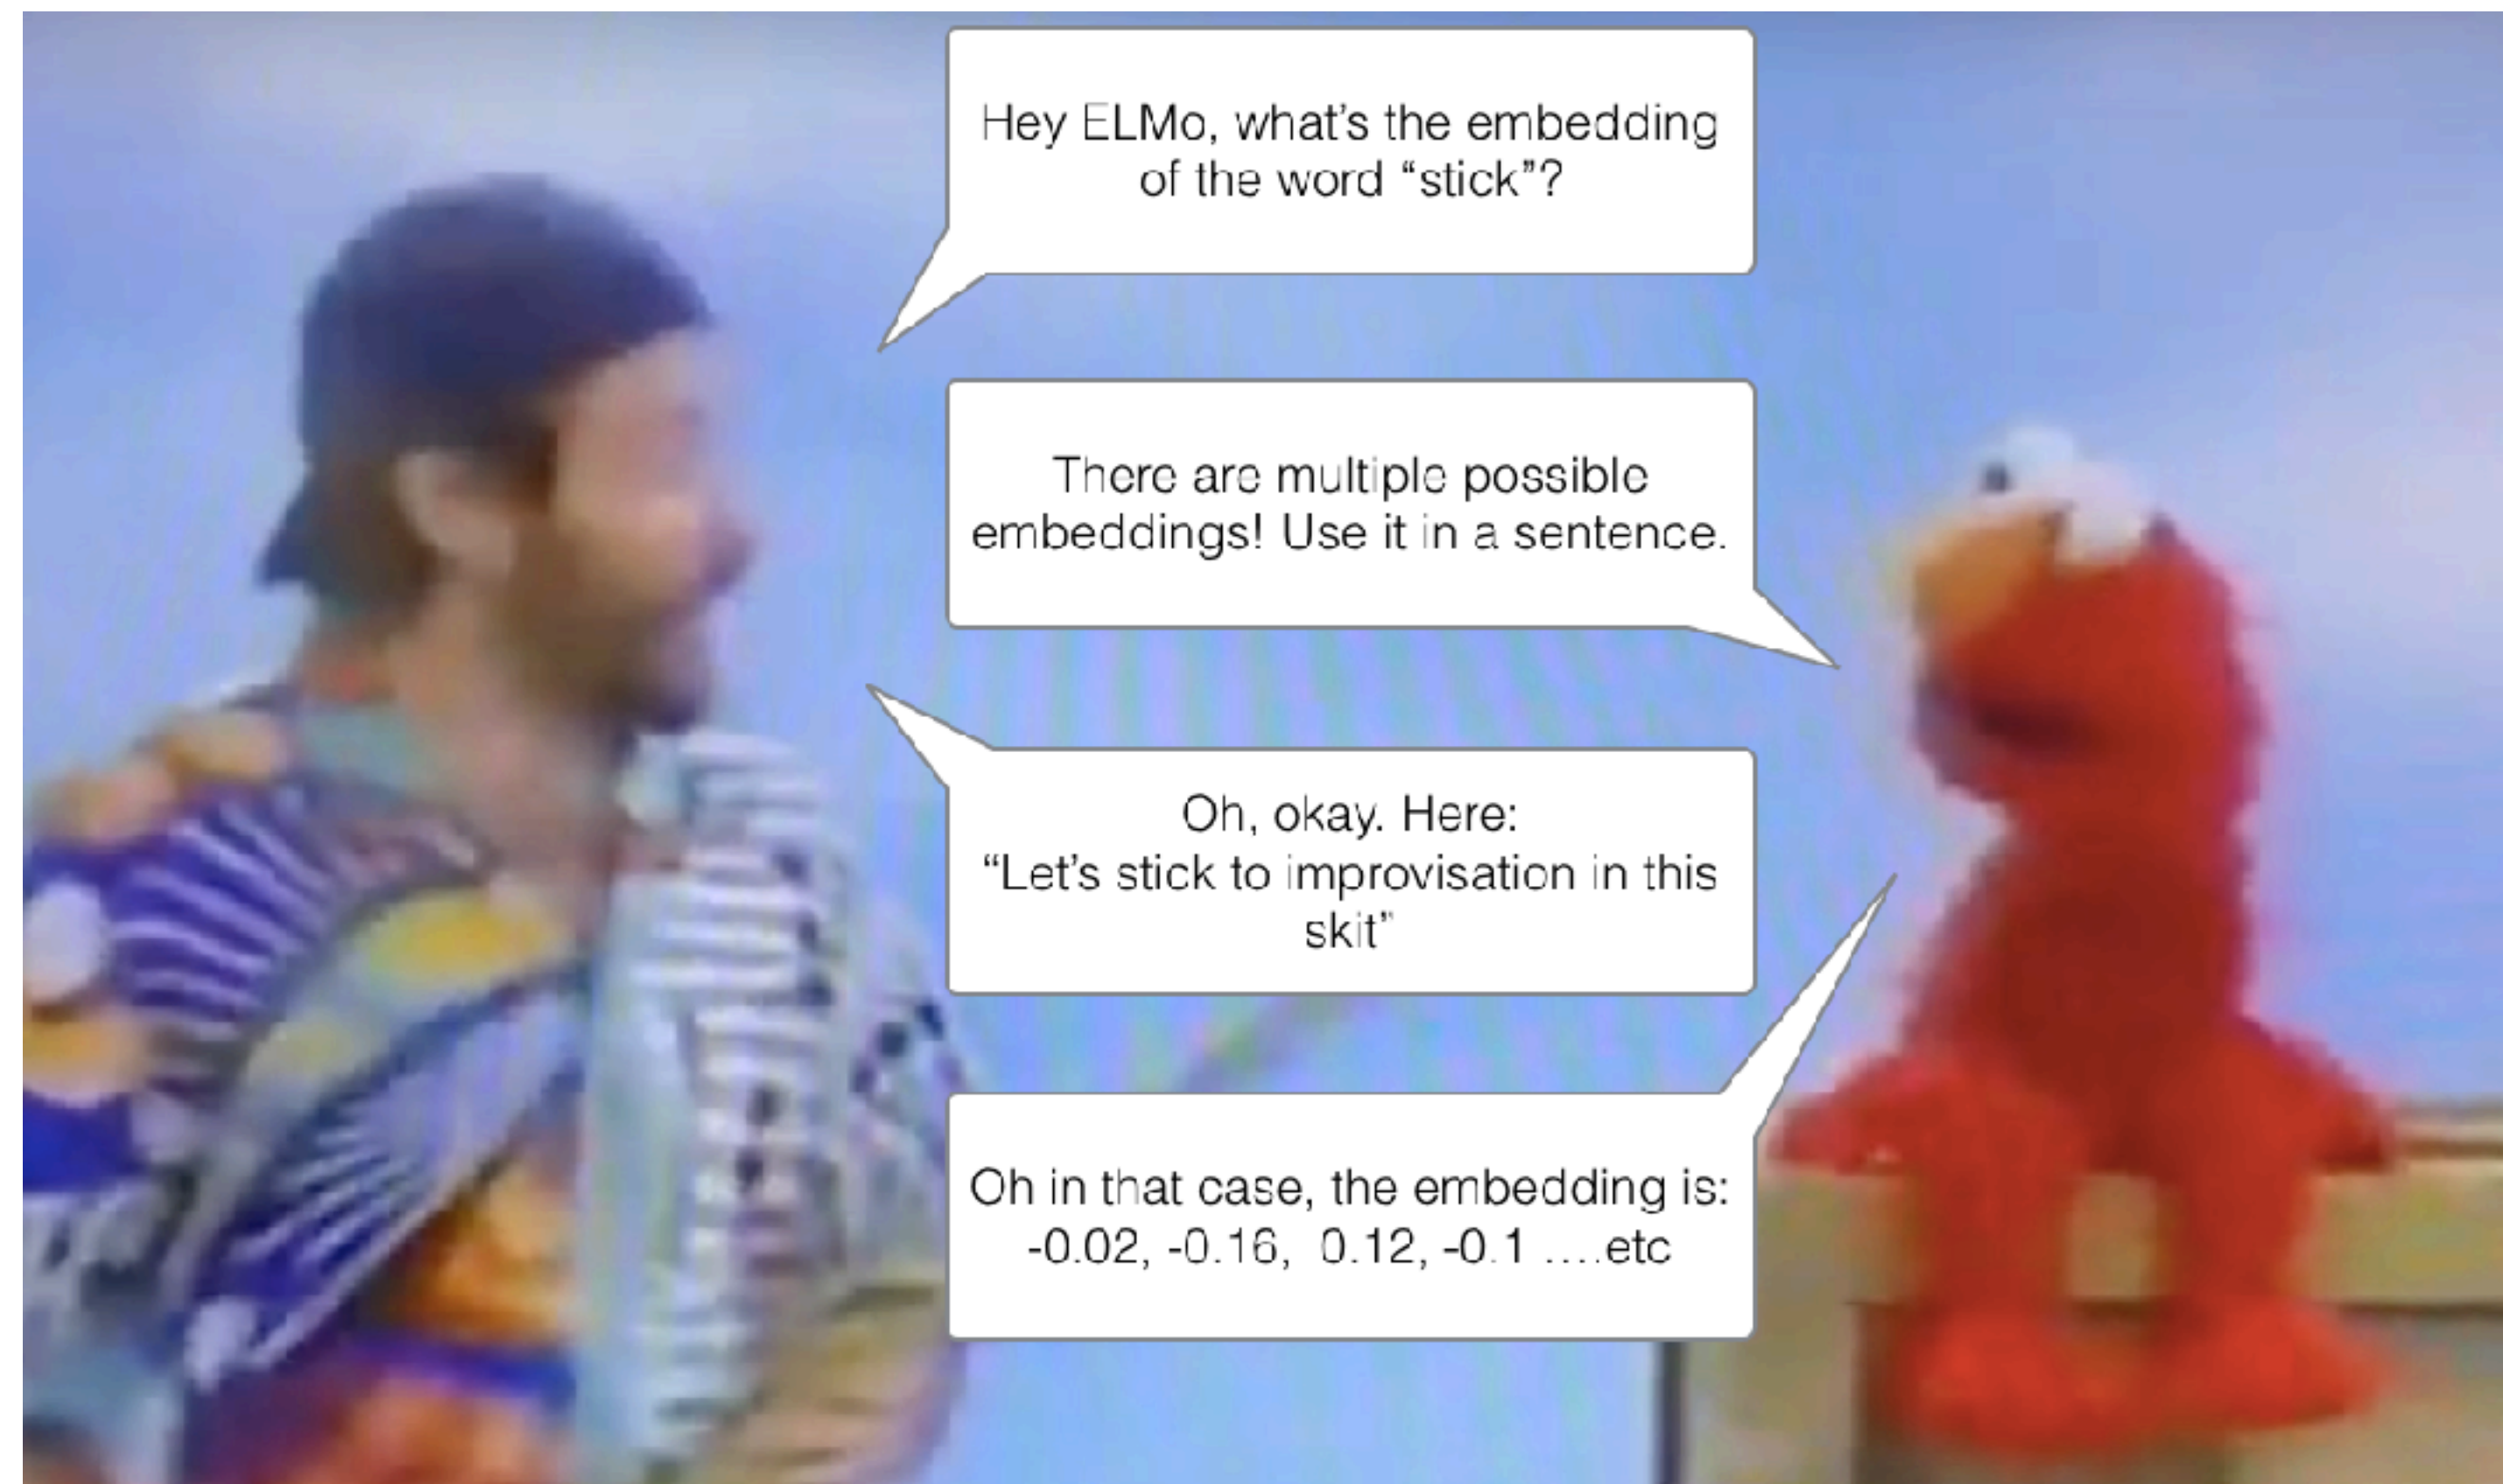 Hey ELMo, what’s the embedding
of the word “stick”?
There are multiple possible
embeddings! Use it in a sentence.
Oh, okay. Here:
“Let’s stick to improvisation in this
skit”
Oh in that case, the embedding is:
-0.02, -0.16,  0.12, -0.1 ....etc